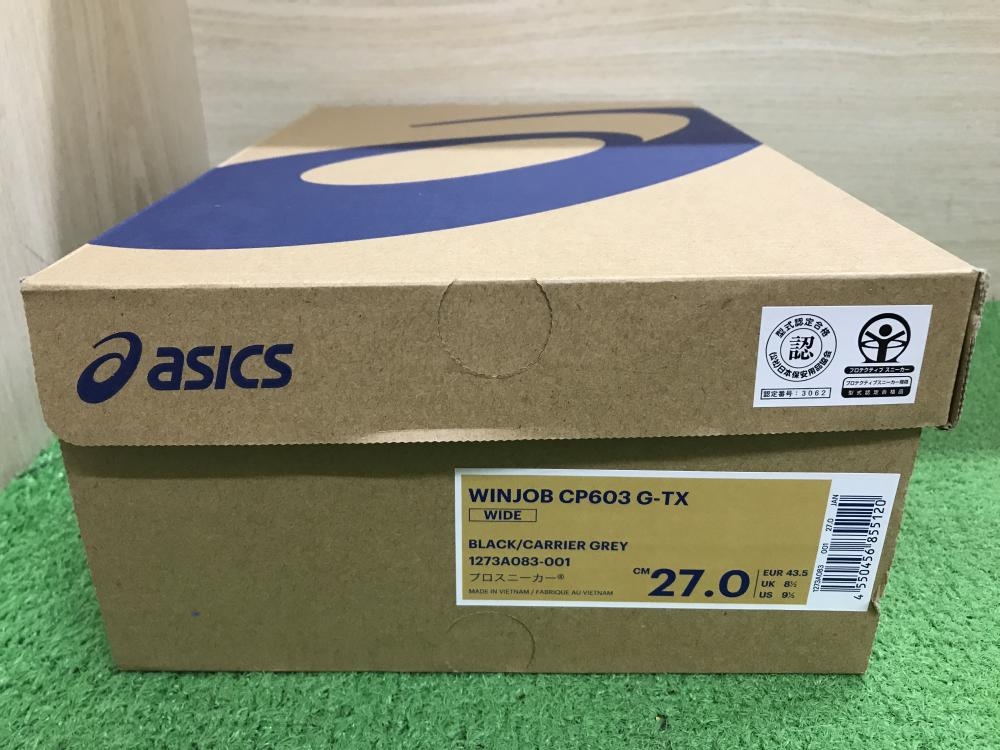 asics
型式認定合格
認
(公社)日本保安用品協会
認定番号:3062
プロテクティブ スニーカー
プロテクティブスニーカー規格
型式認定合格品
WINJOB CP603 G-TX
WIDE
BLACK/CARRIER GREY
1273A083-001
プロスニーカー®
MADE IN VIETNAM / FABRIQUE AU VIETNAM
CM 27.0
EUR 43.5
UK 8½
US 9½
1273A083 001 27.0 JAN
4 550456 855120